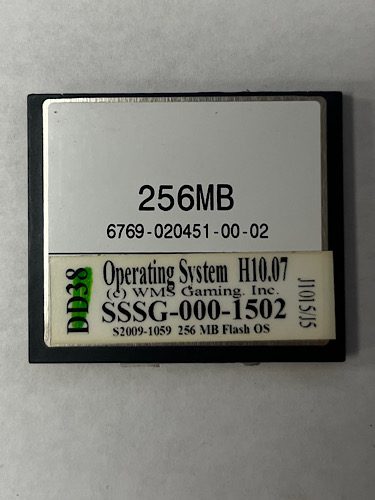 256MB
6769-020451-00-02
DD38
Operating System H10.07
(c) WMS Gaming. Inc.
SSSG-000-1502
S2009-1059 256 MB Flash OS
J1015/J5